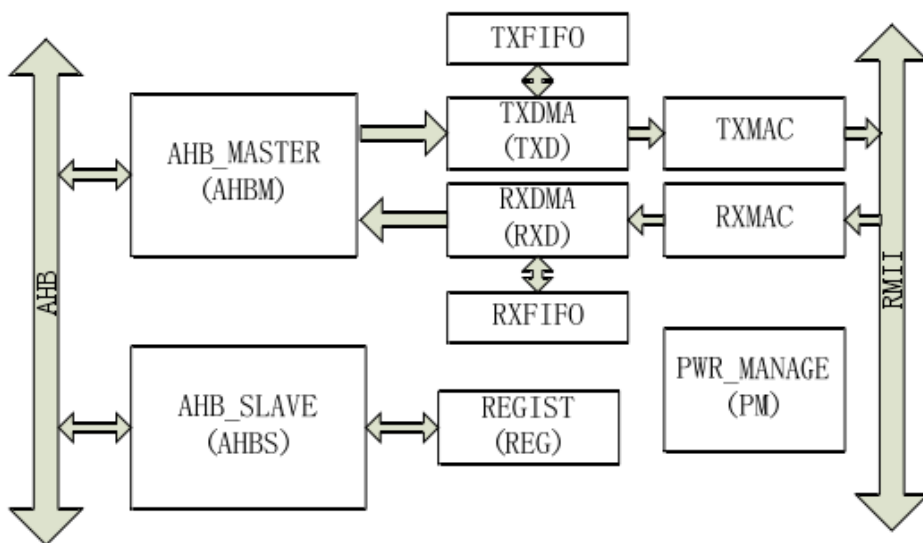 TXFIFO
TXDMA
(TXD)
TXMAC
AHB_MASTER
(AHBM)
RXDMA
(RXD)
RXMAC
RXFIFO
AHB
RMII
PWR_MANAGE
(PM)
AHB_SLAVE
(AHBS)
REGIST
(REG)